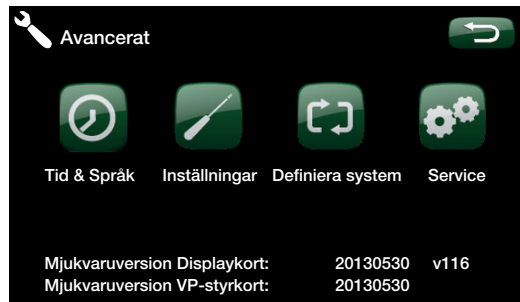 Avancerat
Tid & Språk Inställningar Definiera system Service
Mjukvaruversion Displaykort: 20130530 v116
Mjukvaruversion VP-styrkort: 20130530